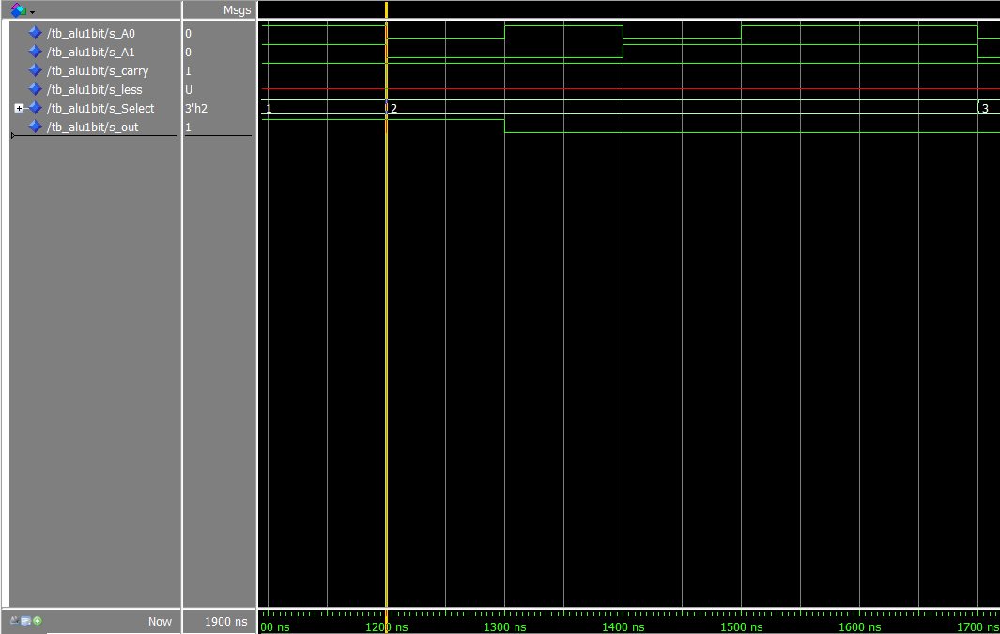 Msgs
/tb_alu1bit/s_A0 0
/tb_alu1bit/s_A1 0
/tb_alu1bit/s_carry 1
/tb_alu1bit/s_less U
/tb_alu1bit/s_Select 3'h2 1 2 3
/tb_alu1bit/s_out 1
Now 1900 ns 00 ns 1200 ns 1300 ns 1400 ns 1500 ns 1600 ns 1700 ns